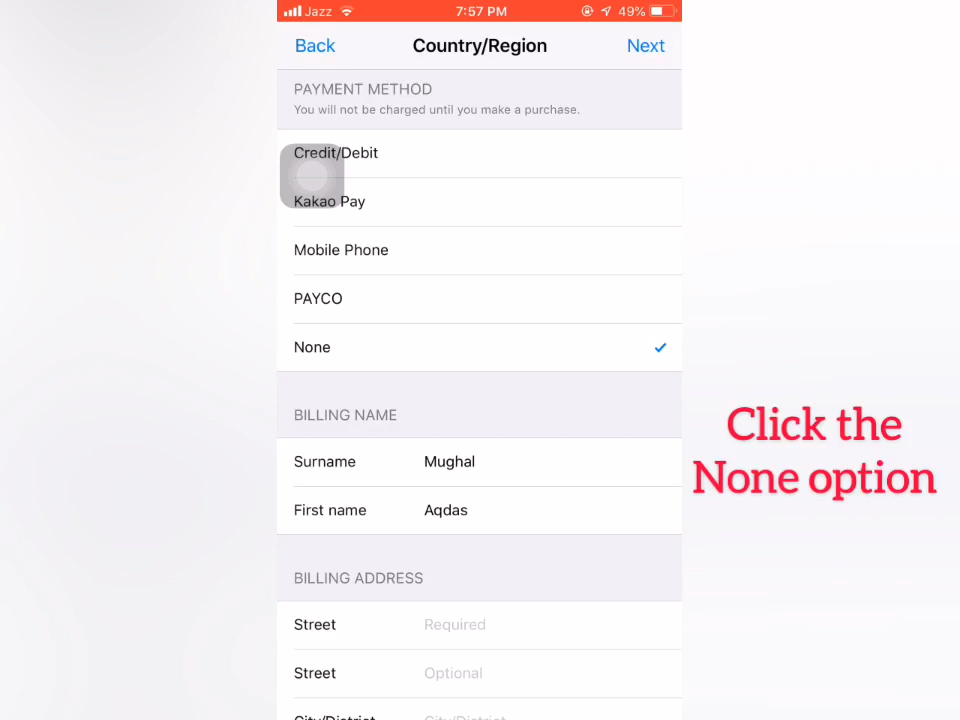 Jazz 7:57 PM 49%
Back Country/Region Next
PAYMENT METHOD
You will not be charged until you make a purchase.
Credit/Debit
Kakao Pay
Mobile Phone
PAYCO
None
BILLING NAME
Surname Mughal
First name Aqdas
BILLING ADDRESS
Street Required
Street Optional
City/District City/District
Click the
None option